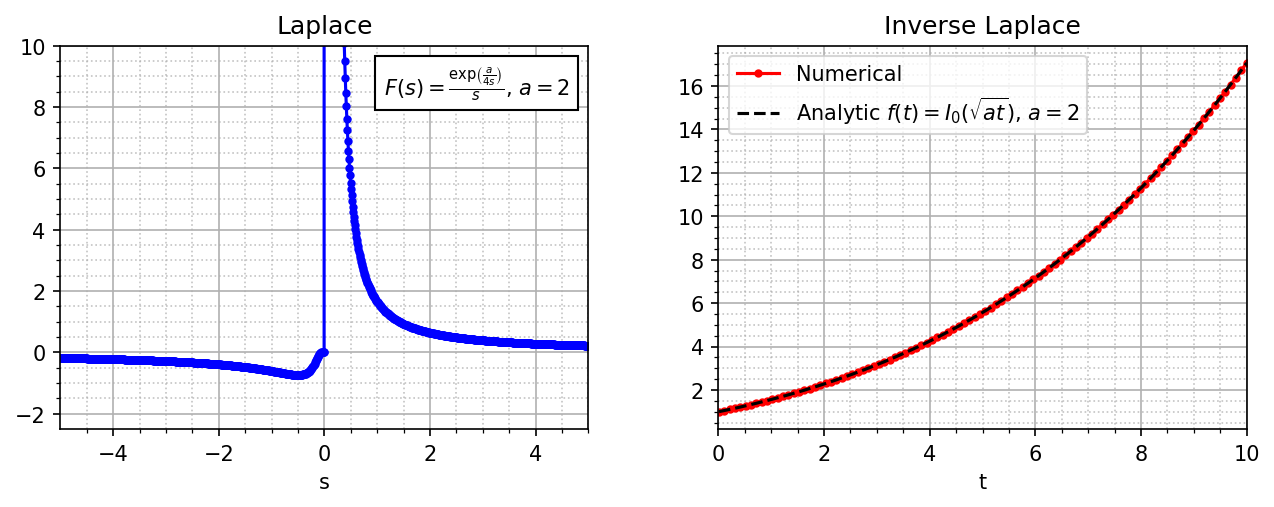 Laplace
10
8
6
4
2
0
−2
F(s) = exp(a/4s)/s, a = 2
−4 −2 0 2 4
s
Inverse Laplace
Numerical
Analytic f(t) = I₀(√at), a = 2
16
14
12
10
8
6
4
2
0 2 4 6 8 10
t